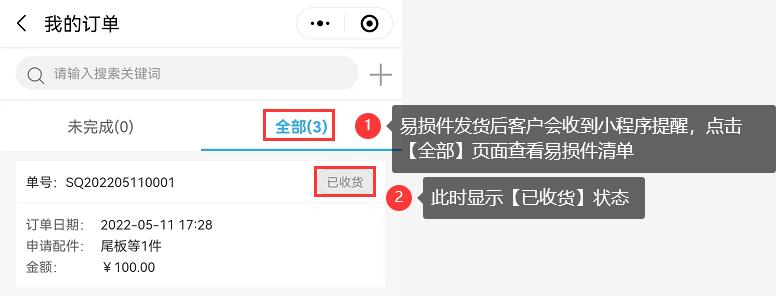 我的订单
请输入搜索关键词
未完成(0)
全部(3)
1
易损件发货后客户会收到小程序提醒，点击
【全部】页面查看易损件清单
单号：SQ202205110001
已收货
2
此时显示【已收货】状态
订单日期： 2022-05-11 17:28
申请配件： 尾板等1件
金额： ￥100.00